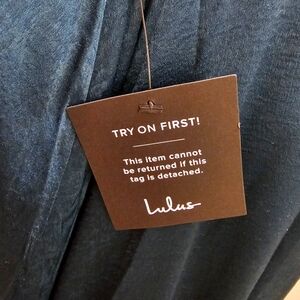 TRY ON FIRST!
This item cannot
be returned if this
tag is detached.
Lulus